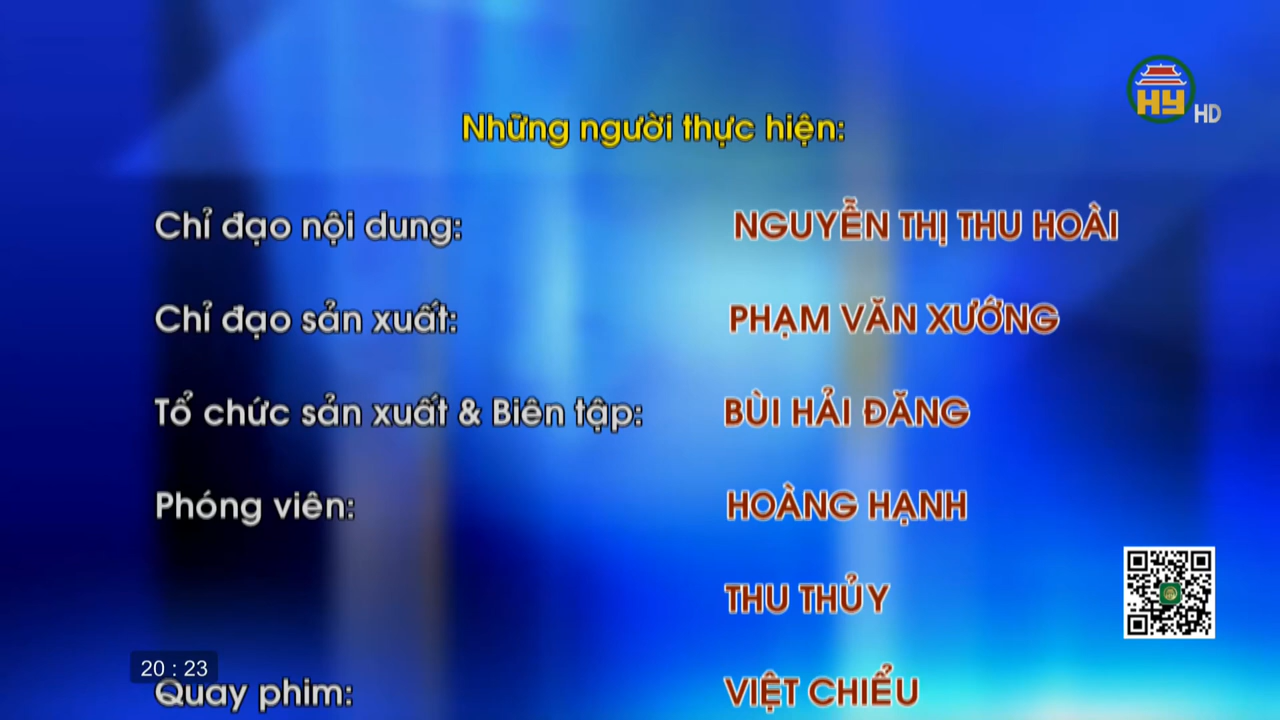 HY HD
Những người thực hiện:
Chỉ đạo nội dung: NGUYỄN THỊ THU HOÀI
Chỉ đạo sản xuất: PHẠM VĂN XƯỚNG
Tổ chức sản xuất & Biên tập: BÙI HẢI ĐĂNG
Phóng viên: HOÀNG HẠNH
THU THỦY
20 : 23
Quay phim: VIỆT CHIỂU